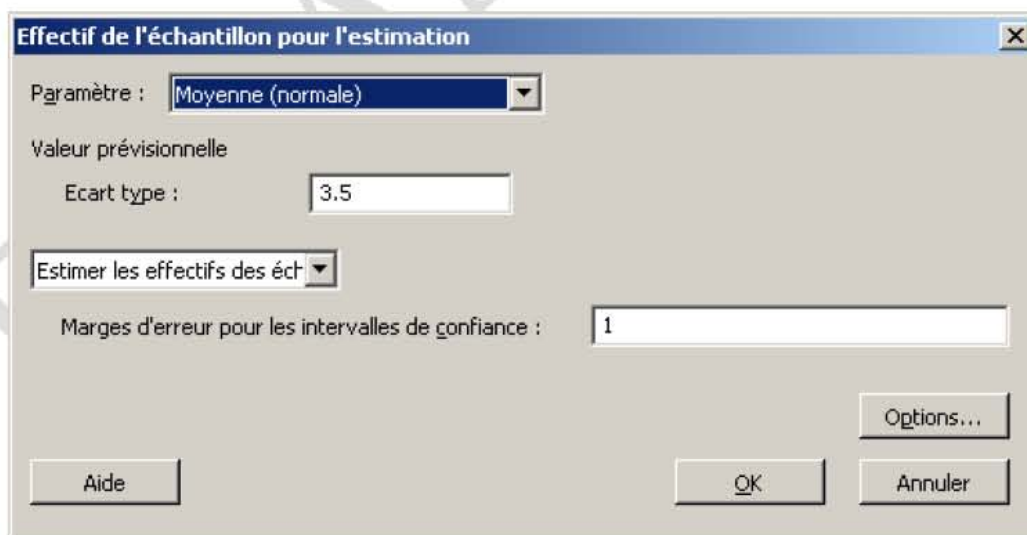 Effectif de l'échantillon pour l'estimation
Paramètre : Moyenne (normale)
Valeur prévisionnelle
Ecart type : 3.5
Estimer les effectifs des éch
Marges d'erreur pour les intervalles de confiance : 1
Options...
Aide OK Annuler